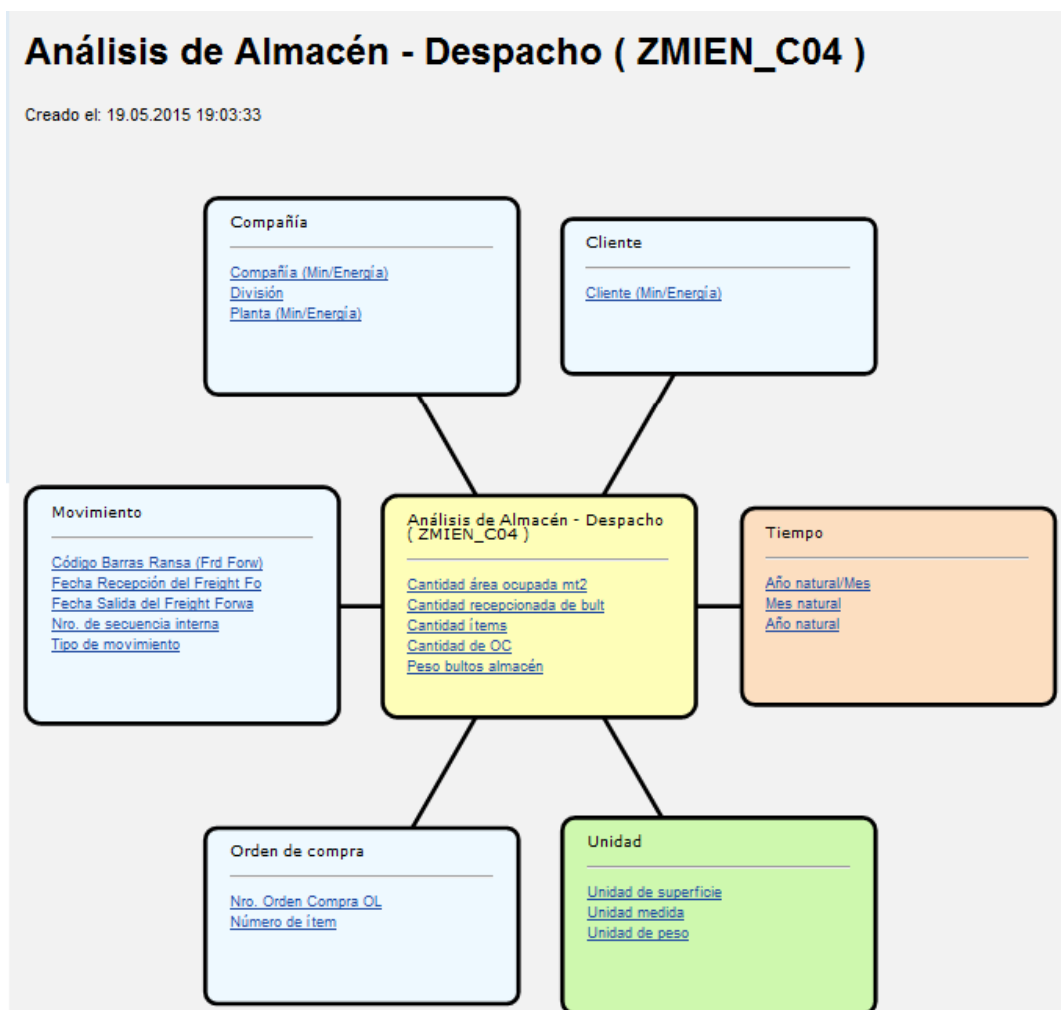 Análisis de Almacén - Despacho ( ZMIEN_C04 )
Creado el: 19.05.2015 19:03:33
Compañía
Compañía (Min/Energía)
División
Planta (Min/Energía)
Cliente
Cliente (Min/Energía)
Movimiento
Código Barras Ransa (Frd Forw)
Fecha Recepción del Freight Fo
Fecha Salida del Freight Forwa
Nro. de secuencia interna
Tipo de movimiento
Análisis de Almacén - Despacho
( ZMIEN_C04 )
Cantidad área ocupada mt2
Cantidad recepcionada de bult
Cantidad ítems
Cantidad de OC
Peso bultos almacén
Tiempo
Año natural/Mes
Mes natural
Año natural
Orden de compra
Nro. Orden Compra OL
Número de ítem
Unidad
Unidad de superficie
Unidad medida
Unidad de peso